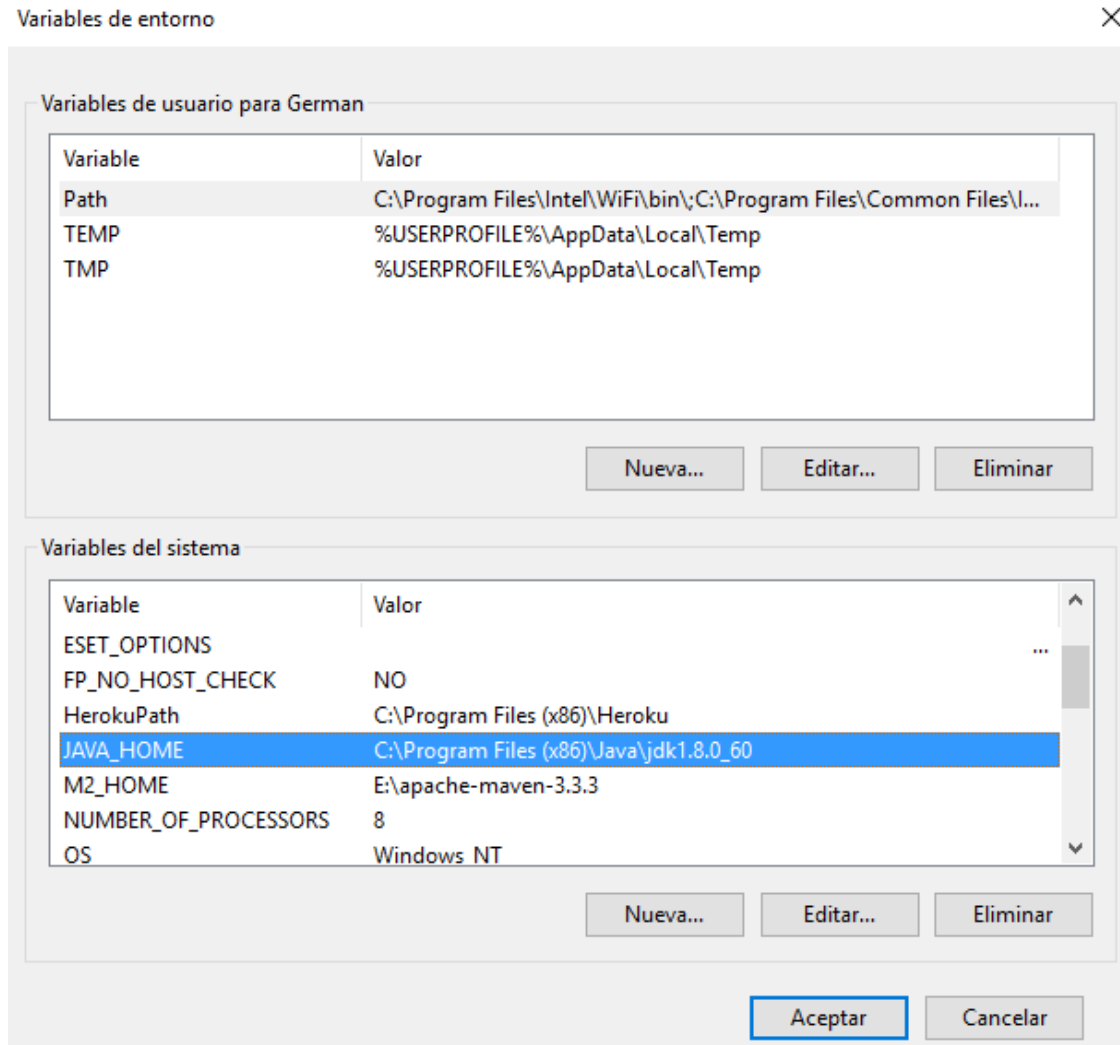 Variables de entorno
Variables de usuario para German
Variable Valor
Path C:\Program Files\Intel\WiFi\bin\;C:\Program Files\Common Files\I...
TEMP %USERPROFILE%\AppData\Local\Temp
TMP %USERPROFILE%\AppData\Local\Temp
Nueva... Editar... Eliminar
Variables del sistema
Variable Valor
ESET_OPTIONS ...
FP_NO_HOST_CHECK NO
HerokuPath C:\Program Files (x86)\Heroku
JAVA_HOME C:\Program Files (x86)\Java\jdk1.8.0_60
M2_HOME E:\apache-maven-3.3.3
NUMBER_OF_PROCESSORS 8
OS Windows_NT
Nueva... Editar... Eliminar
Aceptar Cancelar